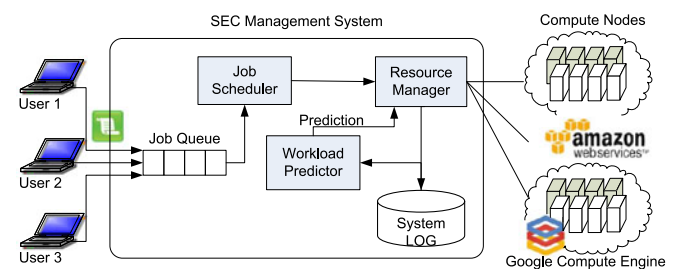 SEC Management System
Compute Nodes
User 1
Job
Scheduler
Resource
Manager
Prediction
Job Queue
Workload
Predictor
amazon
webservices™
User 2
System
LOG
User 3
Google Compute Engine